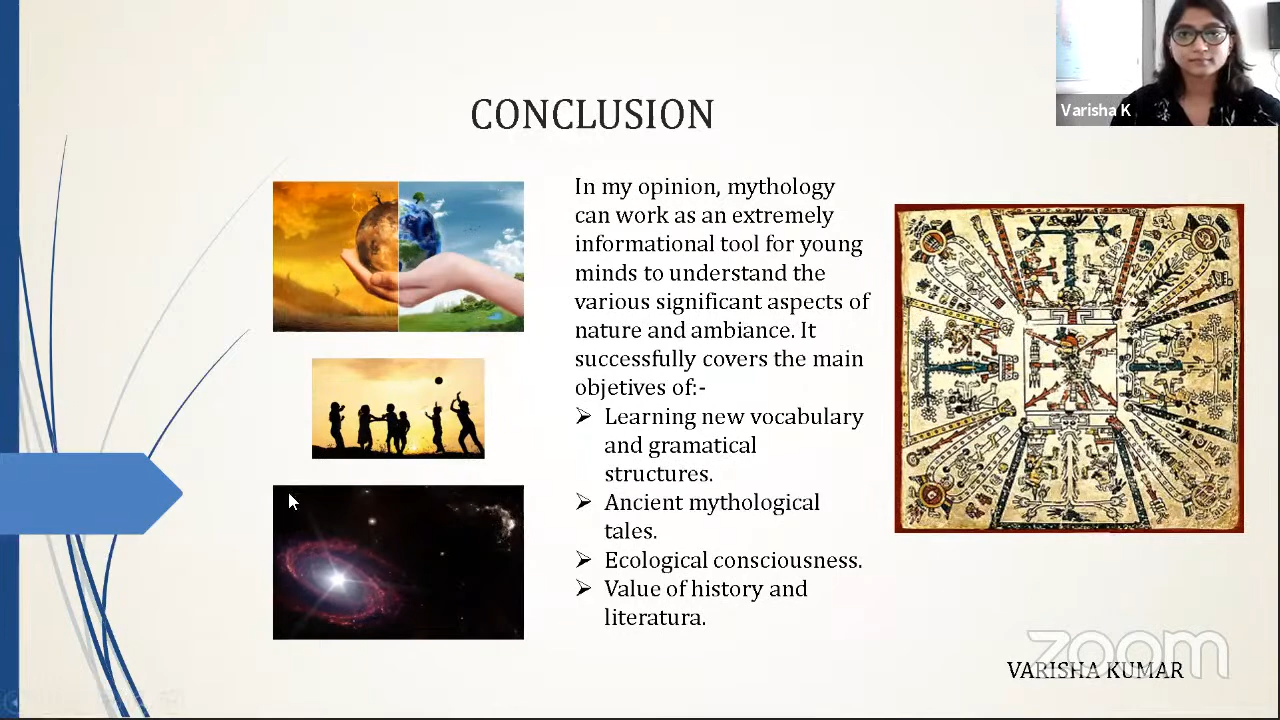 Varisha K
CONCLUSION
In my opinion, mythology
can work as an extremely
informational tool for young
minds to understand the
various significant aspects of
nature and ambiance. It
successfully covers the main
objetives of:-
Learning new vocabulary
and gramatical
structures.
Ancient mythological
tales.
Ecological consciousness.
Value of history and
literatura.
zoom
VARISHA KUMAR